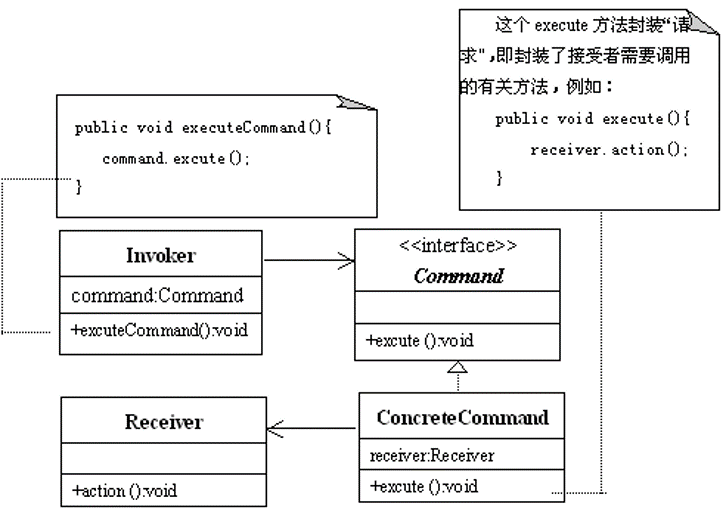 这个 execute 方法封装“请
求",即封装了接受者需要调用
的有关方法，例如：
public void execute(){
receiver.action();
}
public void executeCommand(){
command.excute();
}
Invoker
command:Command
+excuteCommand():void
<<interface>>
Command
+excute():void
Receiver
+action():void
ConcreteCommand
receiver:Receiver
+excute():void